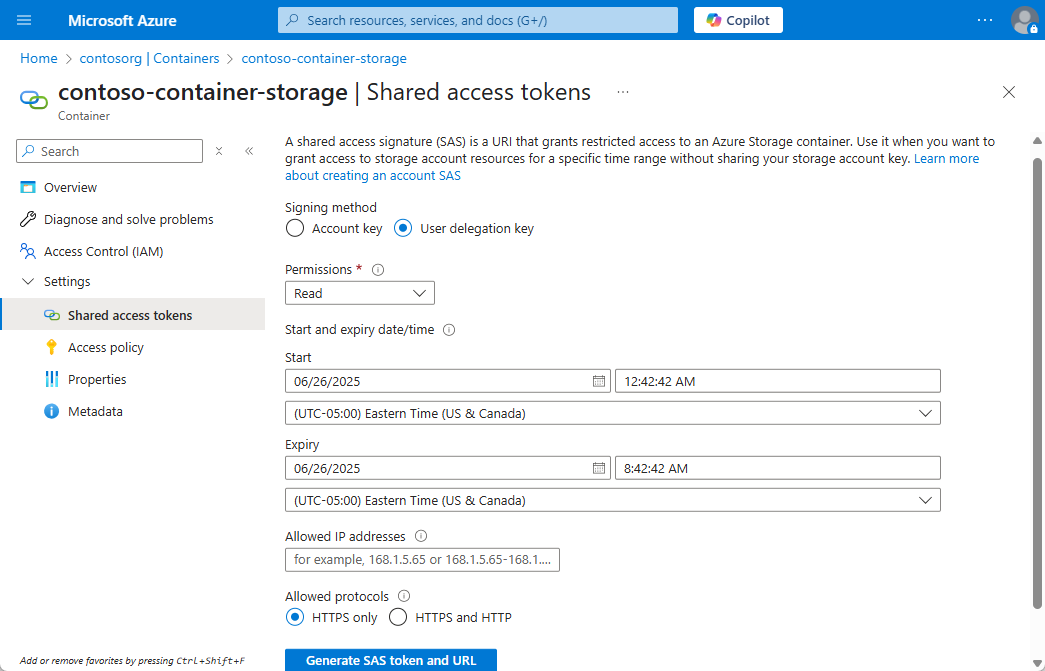 Microsoft Azure
Search resources, services, and docs (G+/)
Copilot
Home > contosorg | Containers > contoso-container-storage
contoso-container-storage | Shared access tokens
Container
Search
Overview
Diagnose and solve problems
Access Control (IAM)
Settings
Shared access tokens
Access policy
Properties
Metadata
Add or remove favorites by pressing Ctrl+Shift+F
A shared access signature (SAS) is a URI that grants restricted access to an Azure Storage container. Use it when you want to
grant access to storage account resources for a specific time range without sharing your storage account key. Learn more
about creating an account SAS
Signing method
Account key User delegation key
Permissions *
Read
Start and expiry date/time
Start
06/26/2025 12:42:42 AM
(UTC-05:00) Eastern Time (US & Canada)
Expiry
06/26/2025 8:42:42 AM
(UTC-05:00) Eastern Time (US & Canada)
Allowed IP addresses
for example, 168.1.5.65 or 168.1.5.65-168.1....
Allowed protocols
HTTPS only HTTPS and HTTP
Generate SAS token and URL